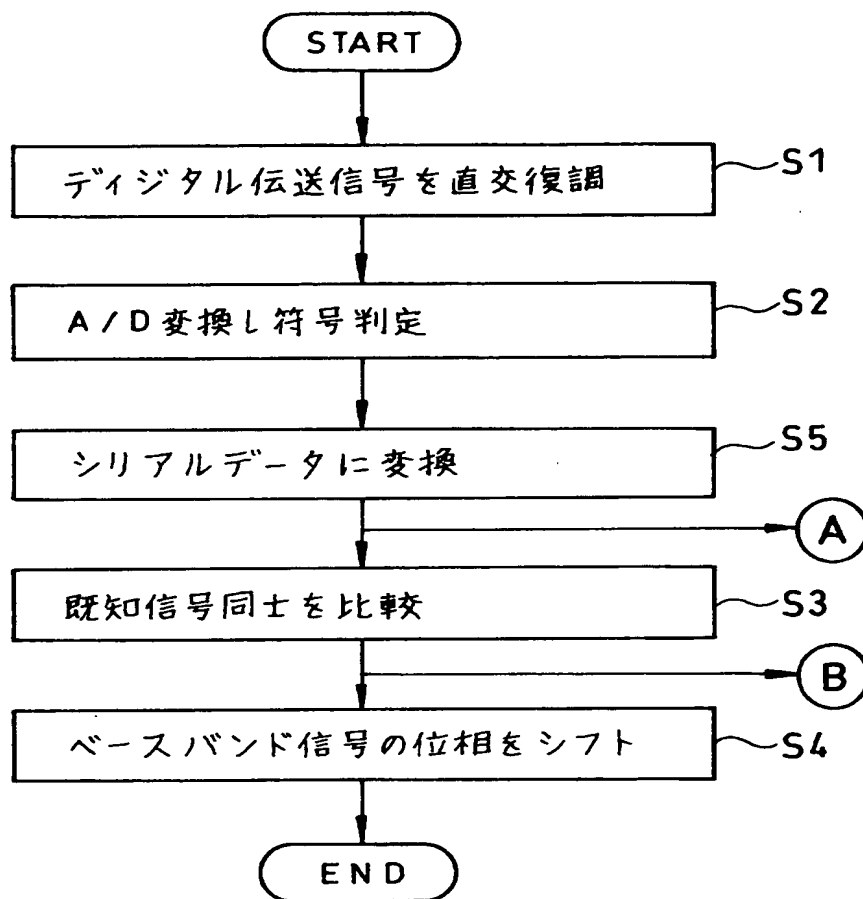 START
ディジタル伝送信号を直交復調
S1
A/D変換し符号判定
S2
シリアルデータに変換
S5
A
既知信号同士を比較
S3
B
ベースバンド信号の位相をシフト
S4
END